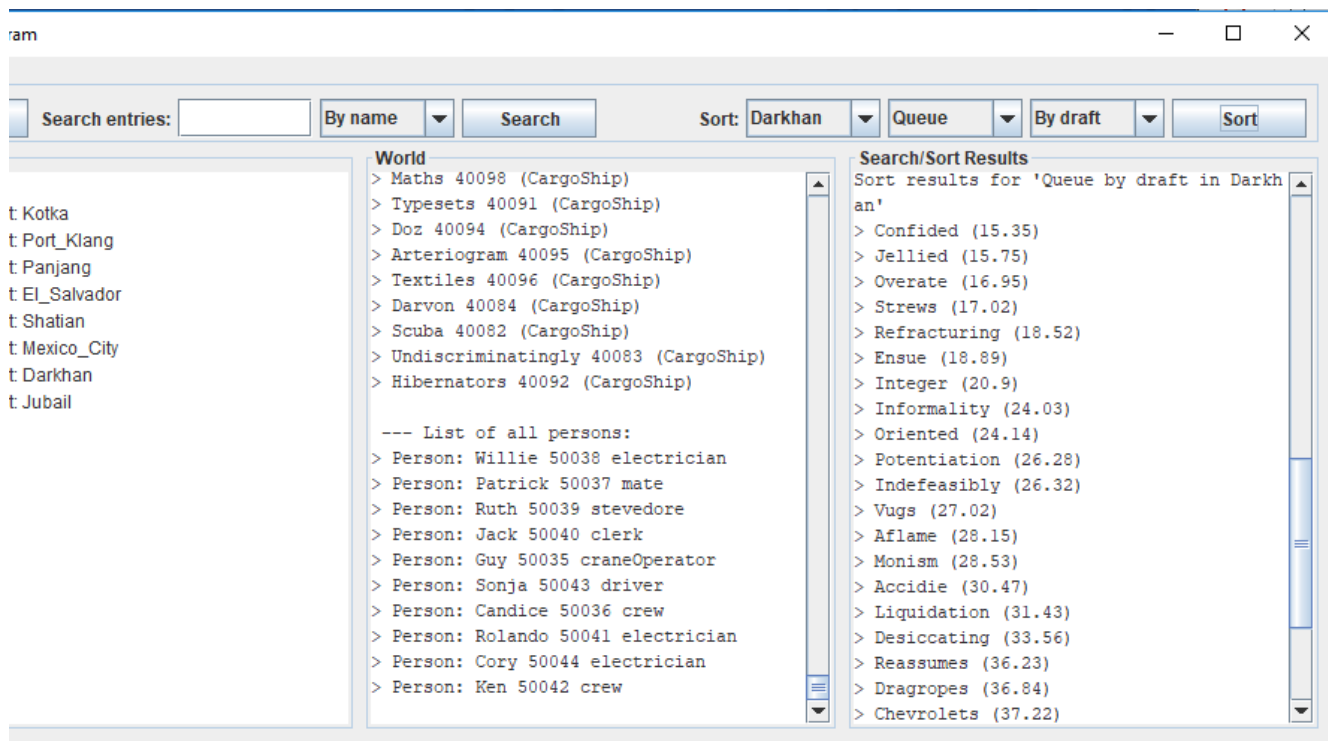 ram
Search entries: By name Search Sort: Darkhan Queue By draft Sort
t: Kotka
t: Port_Klang
t: Panjang
t: El_Salvador
t: Shatian
t: Mexico_City
t: Darkhan
t: Jubail
World
> Maths 40098 (CargoShip)
> Typesets 40091 (CargoShip)
> Doz 40094 (CargoShip)
> Arteriogram 40095 (CargoShip)
> Textiles 40096 (CargoShip)
> Darvon 40084 (CargoShip)
> Scuba 40082 (CargoShip)
> Undiscriminatingly 40083 (CargoShip)
> Hibernators 40092 (CargoShip)
--- List of all persons:
> Person: Willie 50038 electrician
> Person: Patrick 50037 mate
> Person: Ruth 50039 stevedore
> Person: Jack 50040 clerk
> Person: Guy 50035 craneOperator
> Person: Sonja 50043 driver
> Person: Candice 50036 crew
> Person: Rolando 50041 electrician
> Person: Cory 50044 electrician
> Person: Ken 50042 crew
Search/Sort Results
Sort results for 'Queue by draft in Darkh
an'
> Confided (15.35)
> Jellied (15.75)
> Overate (16.95)
> Strews (17.02)
> Refracturing (18.52)
> Ensue (18.89)
> Integer (20.9)
> Informality (24.03)
> Oriented (24.14)
> Potentiation (26.28)
> Indefeasibly (26.32)
> Vugs (27.02)
> Aflame (28.15)
> Monism (28.53)
> Accidie (30.47)
> Liquidation (31.43)
> Desiccating (33.56)
> Reassumes (36.23)
> Dragropes (36.84)
> Chevrolets (37.22)